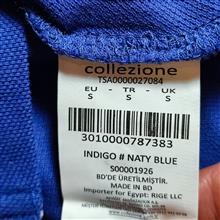 collezione
TSA0000027084
EU - TR - UK
S S S
3010000787383
INDIGO # NATY BLUE
S00001926
BD'DE ÜRETİLMİŞTİR.
MADE IN BD
Importer for Egypt: RIGE LLC